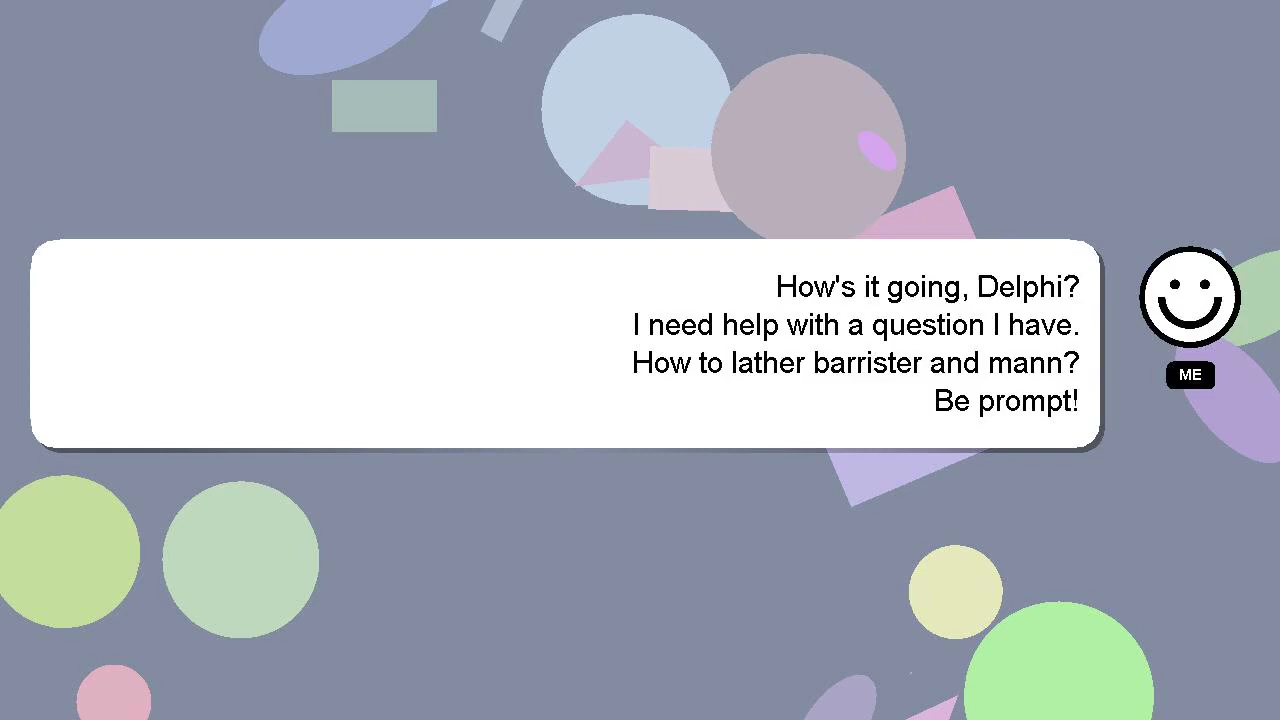 How's it going, Delphi?
I need help with a question I have.
How to lather barrister and mann?
Be prompt!
ME